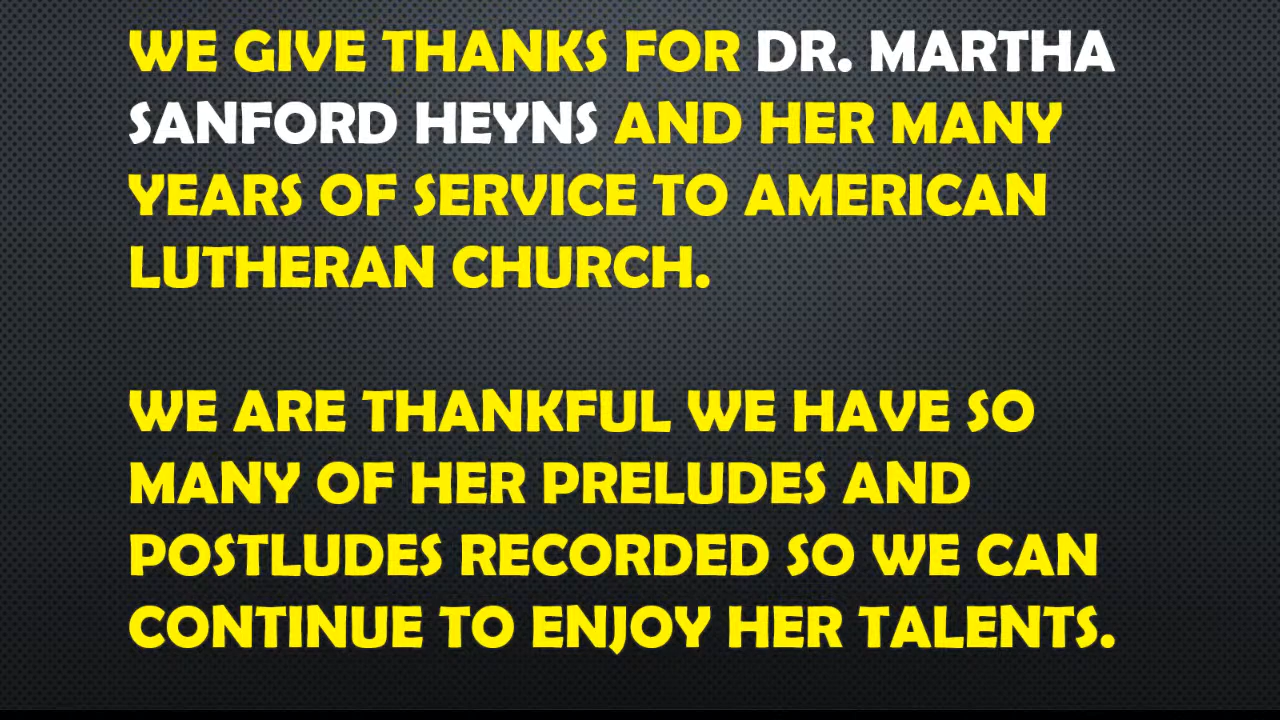 WE GIVE THANKS FOR DR. MARTHA
SANFORD HEYNS AND HER MANY
YEARS OF SERVICE TO AMERICAN
LUTHERAN CHURCH.
WE ARE THANKFUL WE HAVE SO
MANY OF HER PRELUDES AND
POSTLUDES RECORDED SO WE CAN
CONTINUE TO ENJOY HER TALENTS.